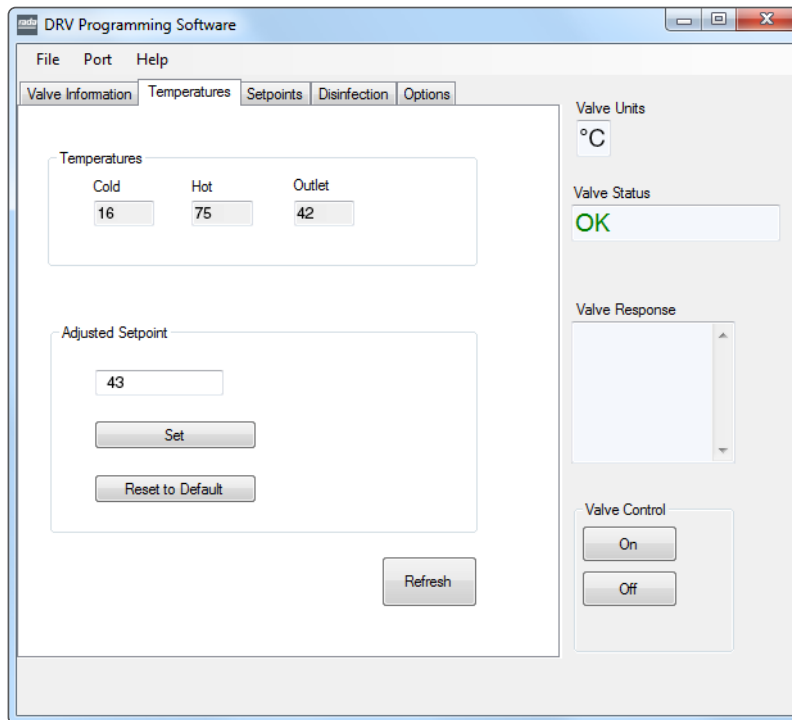 rada DRV Programming Software
File Port Help
Valve Information Temperatures Setpoints Disinfection Options
Temperatures
Cold Hot Outlet
16 75 42
Adjusted Setpoint
43
Set
Reset to Default
Refresh
Valve Units
°C
Valve Status
OK
Valve Response
Valve Control
On
Off